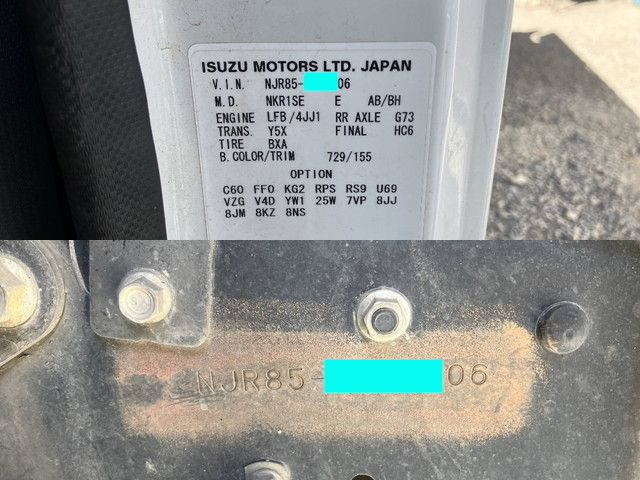 ISUZU MOTORS LTD. JAPAN
V.I.N. NJR85- 06
M.D. NKR1SE E AB/BH
ENGINE LFB/4JJ1 RR AXLE G73
TRANS. Y5X FINAL HC6
TIRE BXA
B.COLOR/TRIM 729/155
OPTION
C60 FF0 KG2 RPS RS9 U69
VZG V4D YW1 25W 7VP 8JJ
8JM 8KZ 8NS
NJR85- 06